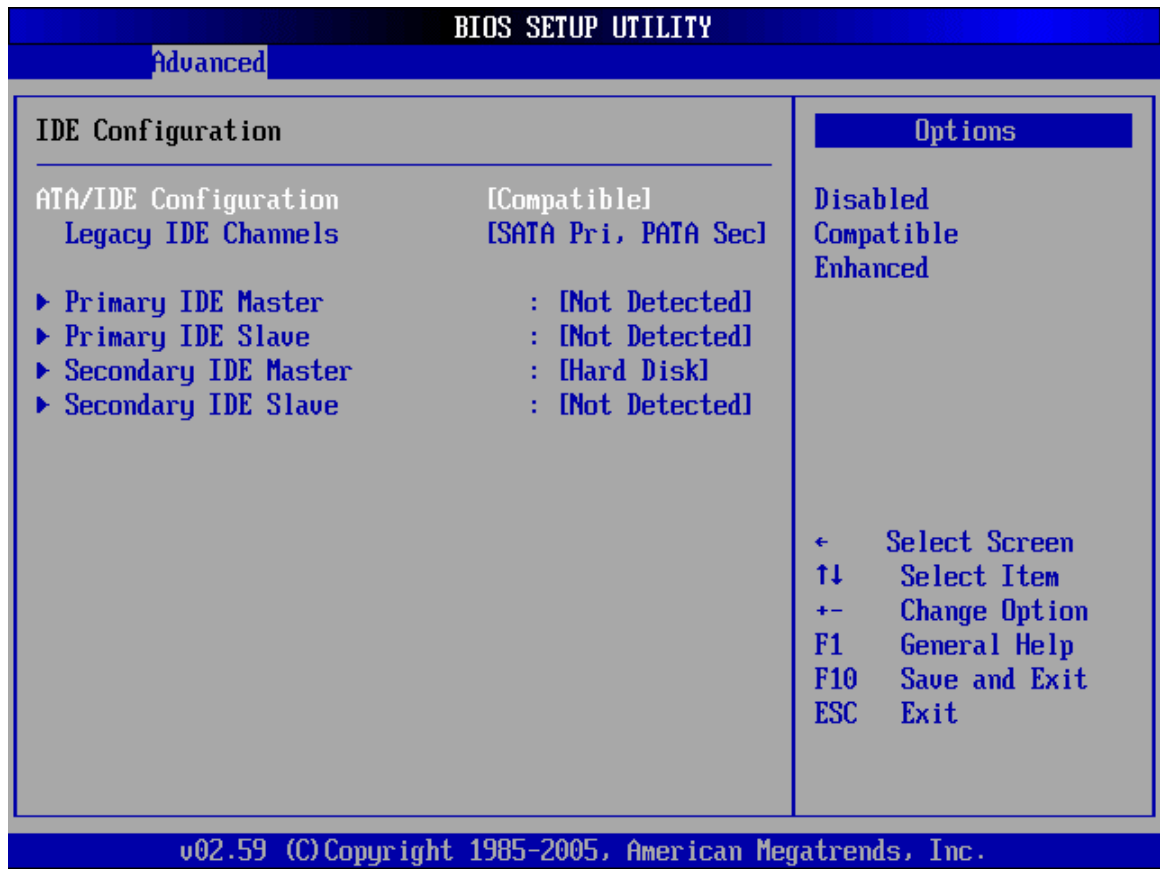 BIOS SETUP UTILITY
Advanced
IDE Configuration
ATA/IDE Configuration [Compatible]
Legacy IDE Channels [SATA Pri, PATA Sec]
Primary IDE Master : [Not Detected]
Primary IDE Slave : [Not Detected]
Secondary IDE Master : [Hard Disk]
Secondary IDE Slave : [Not Detected]
Options
Disabled
Compatible
Enhanced
← Select Screen
↑↓ Select Item
+- Change Option
F1 General Help
F10 Save and Exit
ESC Exit
v02.59 (C)Copyright 1985-2005, American Megatrends, Inc.